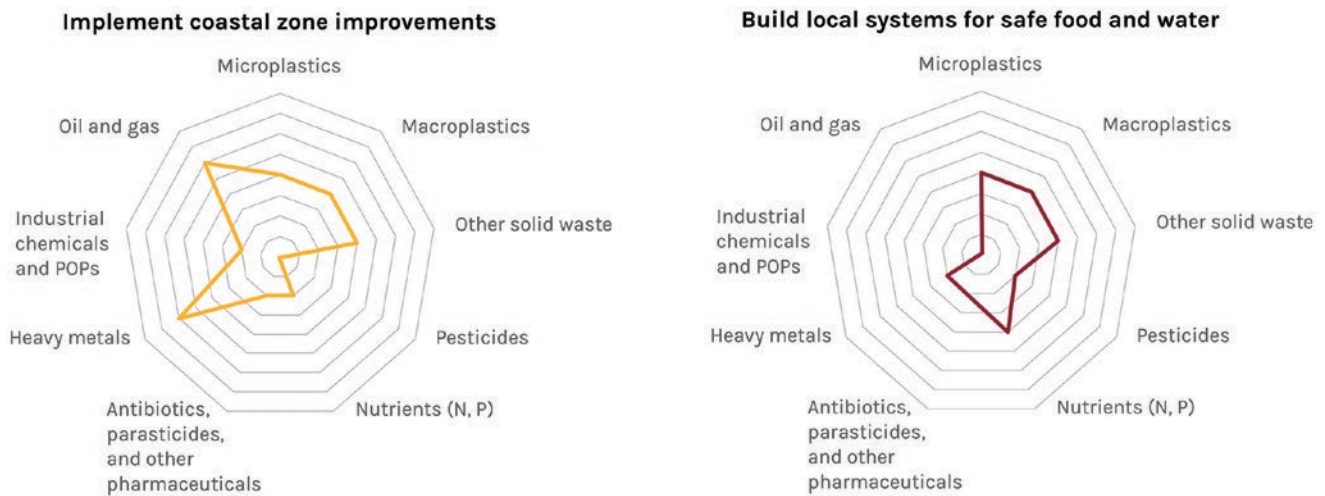 Implement coastal zone improvements
Microplastics
Oil and gas
Macroplastics
Industrial
chemicals
and POPs
Other solid waste
Heavy metals
Pesticides
Antibiotics,
parasticides,
and other
pharmaceuticals
Nutrients (N, P)
Build local systems for safe food and water
Microplastics
Oil and gas
Macroplastics
Industrial
chemicals
and POPs
Other solid waste
Heavy metals
Pesticides
Antibiotics,
parasticides,
and other
pharmaceuticals
Nutrients (N, P)